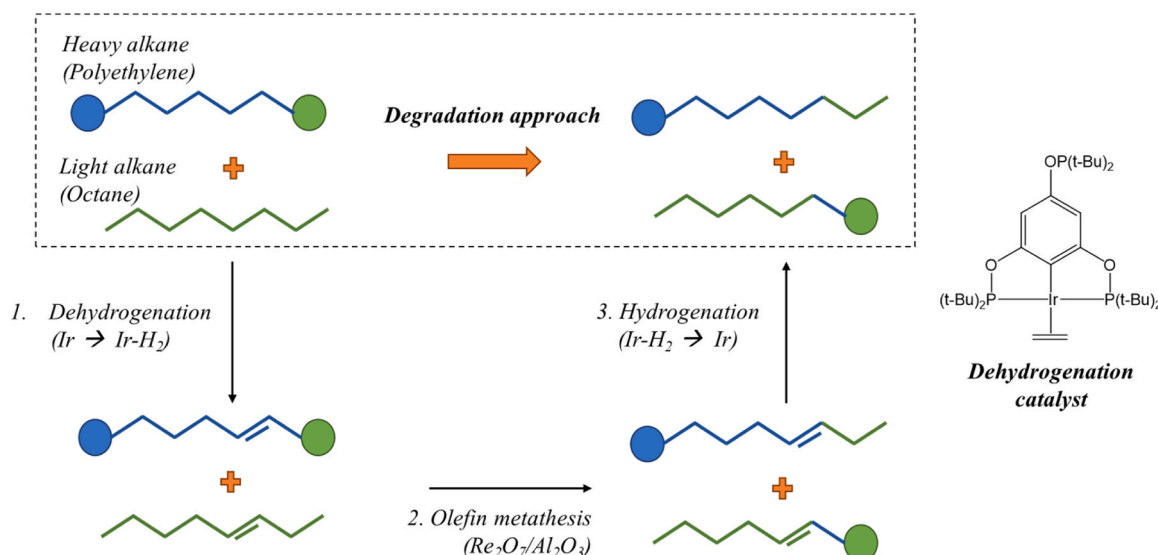 Heavy alkane
(Polyethylene)
Degradation approach
Light alkane
(Octane)
1. Dehydrogenation
(Ir → Ir-H₂)
3. Hydrogenation
(Ir-H₂ → Ir)
2. Olefin metathesis
(Re₂O₇/Al₂O₃)
OP(t-Bu)₂
O
O
(t-Bu)₂P
Ir
P(t-Bu)₂
Dehydrogenation
catalyst